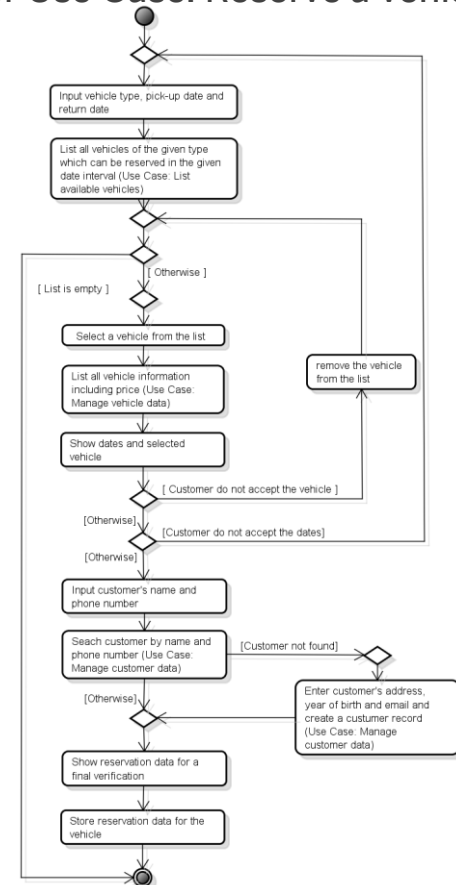 Use Case: Reserve a
Input vehicle type, pick-up date and
return date
List all vehicles of the given type
which can be reserved in the given
date interval (Use Case: List
available vehicles)
[ Otherwise ]
[ List is empty ]
Select a vehicle from the list
List all vehicle information
including price (Use Case:
Manage vehicle data)
remove the vehicle
from the list
Show dates and selected
vehicle
[ Customer do not accept the vehicle ]
[Otherwise]
[Customer do not accept the dates]
[Otherwise]
Input customer's name and
phone number
Seach customer by name and
phone number (Use Case:
Manage customer data)
[Customer not found]
[Otherwise]
Enter customer's address,
year of birth and email and
create a custumer record
(Use Case: Manage
customer data)
Show reservation data for a
final verification
Store reservation data for the
vehicle